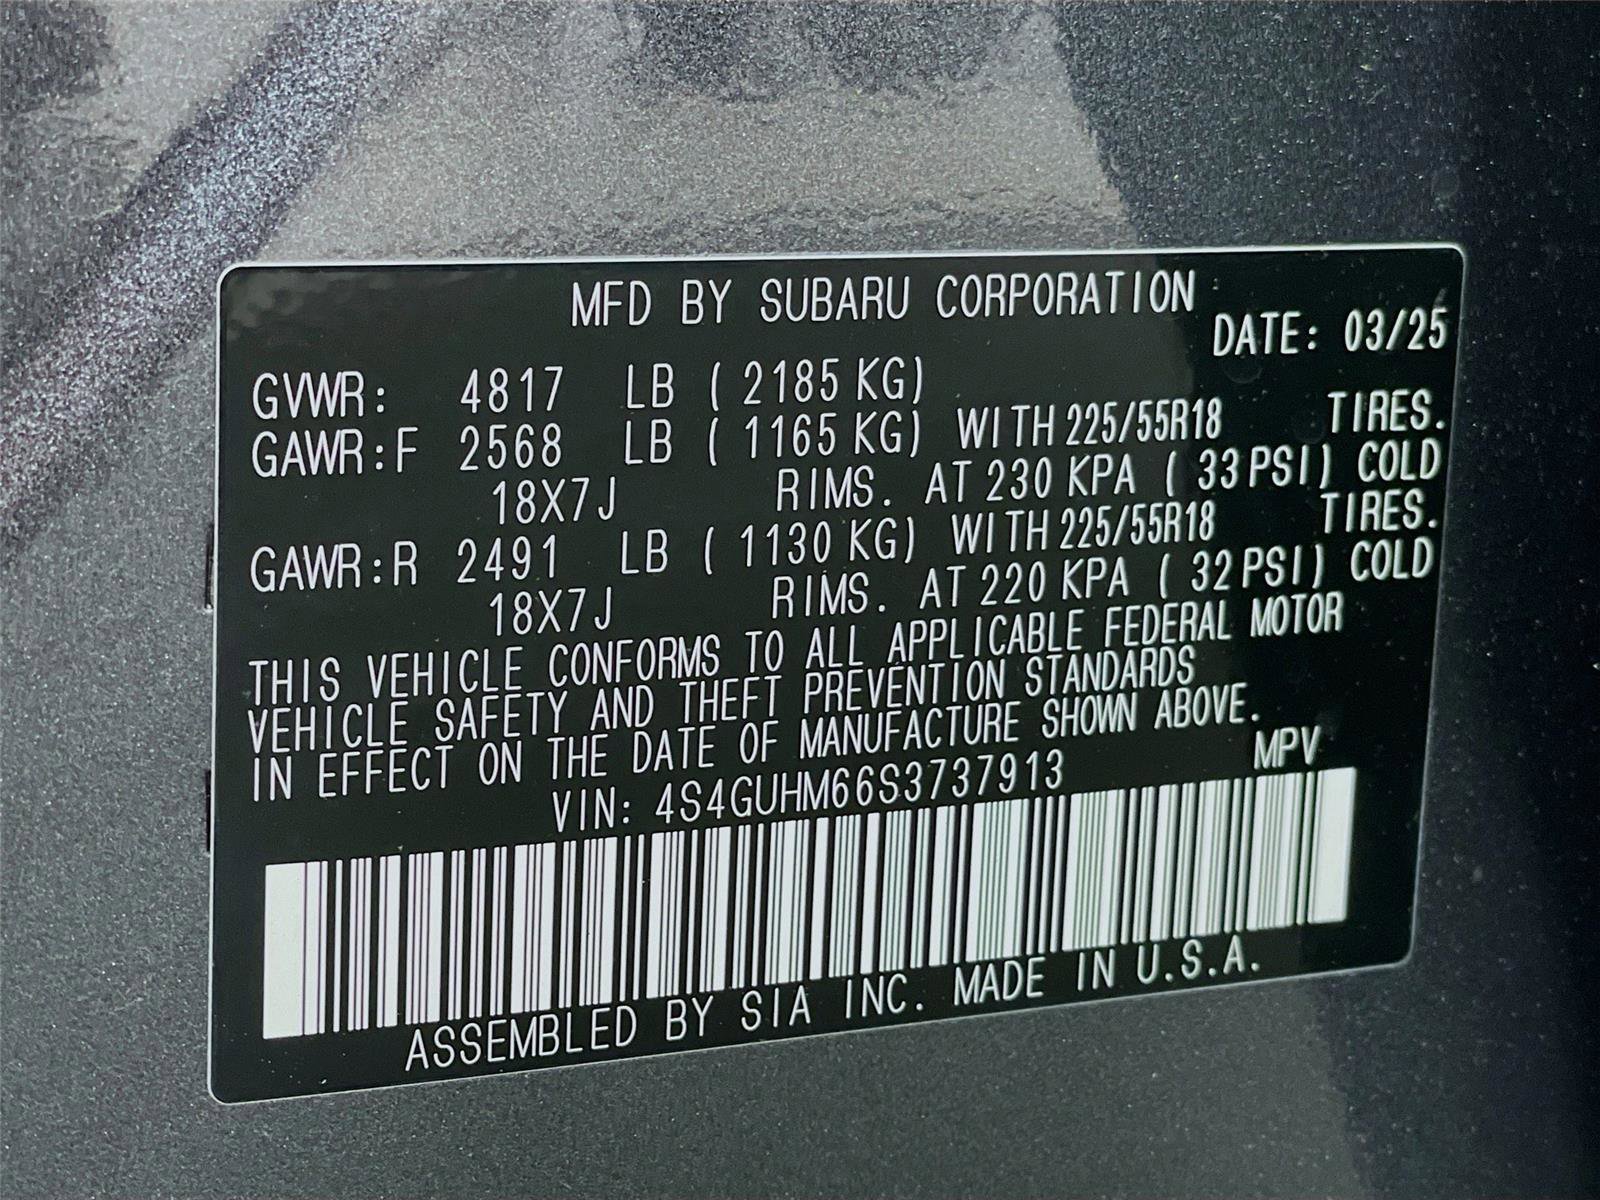 MFD BY SUBARU CORPORATION
DATE: 03/25
GVWR: 4817 LB ( 2185 KG)
GAWR:F 2568 LB ( 1165 KG) WITH 225/55R18 TIRES.
18X7J RIMS. AT 230 KPA ( 33 PSI) COLD
GAWR:R 2491 LB ( 1130 KG) WITH 225/55R18 TIRES.
18X7J RIMS. AT 220 KPA ( 32 PSI) COLD
THIS VEHICLE CONFORMS TO ALL APPLICABLE FEDERAL MOTOR
VEHICLE SAFETY AND THEFT PREVENTION STANDARDS
IN EFFECT ON THE DATE OF MANUFACTURE SHOWN ABOVE.
VIN: 4S4GUHM66S3737913 MPV
ASSEMBLED BY SIA INC. MADE IN U.S.A.